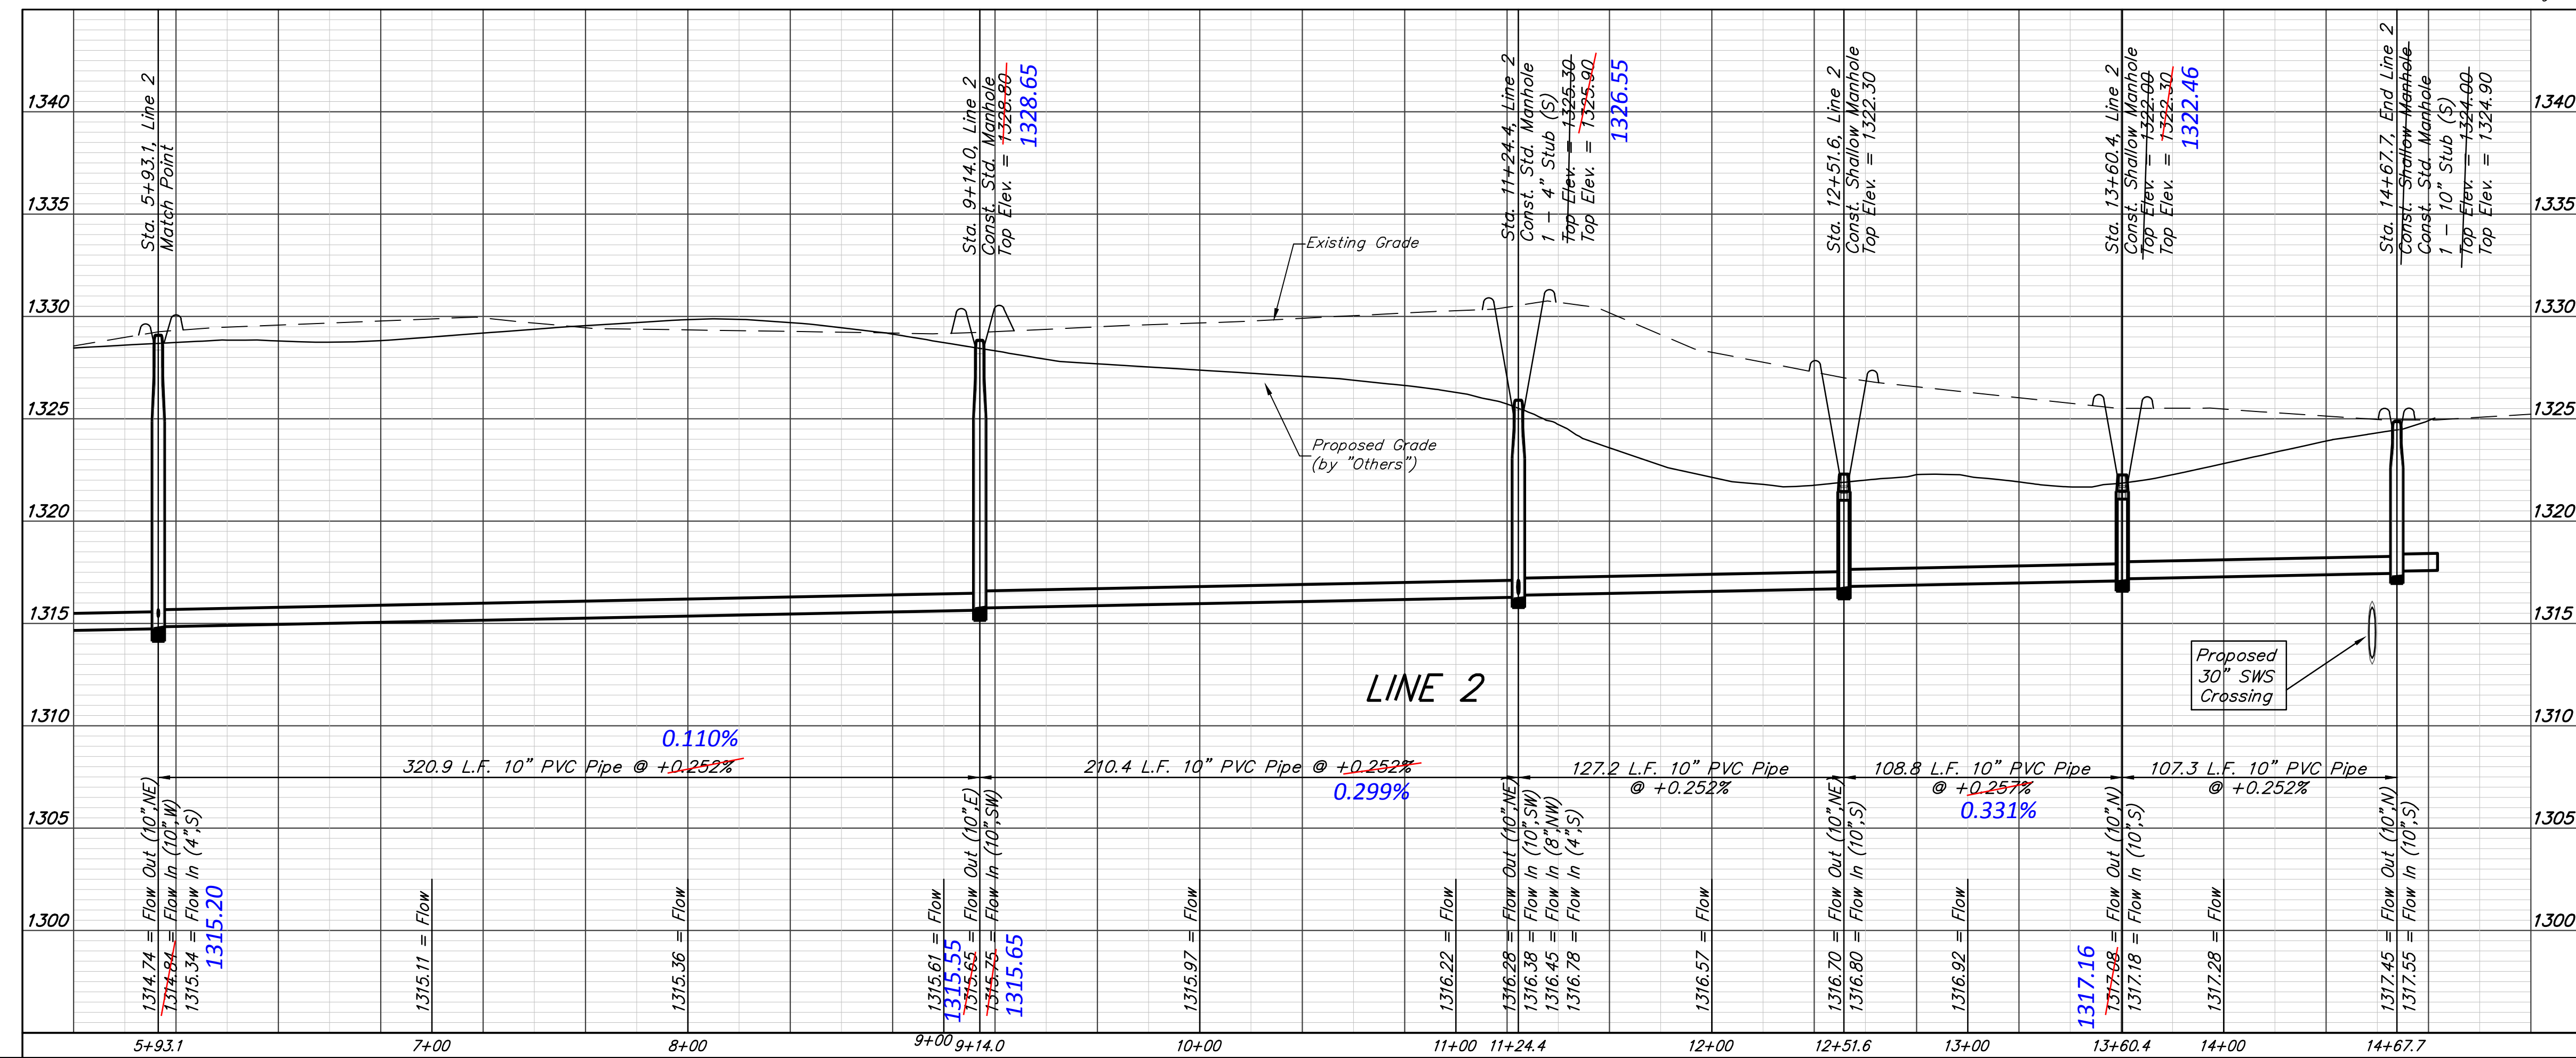 1340
1335
1330
1325
1320
1315
1310
1305
1300
1340
1335
1330
1325
1320
1315
1310
1305
1300
Sta. 5+93.1, Line 2
Match Point
Sta. 9+14.0, Line 2
Const. Std. Manhole
Top Elev. = 1328.80
1328.65
Sta. 11+24.4, Line 2
Const. Std. Manhole
1 - 4" Stub (S)
Top Elev. = 1325.30
Top Elev. = 1325.90
1326.55
Sta. 12+51.6, Line 2
Const. Shallow Manhole
Top Elev. = 1322.30
Sta. 13+60.4, Line 2
Const. Shallow Manhole
Top Elev. = 1322.00
Top Elev. = 1322.30
1322.46
Sta. 14+67.7, End Line 2
Const. Shallow Manhole
Const. Std. Manhole
1 - 10" Stub (S)
Top Elev. = 1324.00
Top Elev. = 1324.90
Existing Grade
Proposed Grade
(by "Others")
Proposed
30" SWS
Crossing
LINE 2
0.110%
320.9 L.F. 10" PVC Pipe @ +0.252%
210.4 L.F. 10" PVC Pipe @ +0.252%
0.299%
127.2 L.F. 10" PVC Pipe
@ +0.252%
108.8 L.F. 10" PVC Pipe
@ +0.257%
0.331%
107.3 L.F. 10" PVC Pipe
@ +0.252%
1314.74 = Flow Out (10",NE)
1314.84 = Flow In (10",W)
1315.34 = Flow In (4",S)
1315.20
1315.11 = Flow
1315.36 = Flow
1315.61 = Flow
1315.55
1315.65 = Flow Out (10",E)
1315.75 = Flow In (10",SW)
1315.65
1315.97 = Flow
1316.22 = Flow
1316.28 = Flow Out (10",NE)
1316.38 = Flow In (10",SW)
1316.45 = Flow In (8",NW)
1316.78 = Flow In (4",S)
1316.57 = Flow
1316.70 = Flow Out (10",NE)
1316.80 = Flow In (10",S)
1316.92 = Flow
1317.16
1317.08 = Flow Out (10",N)
1317.18 = Flow In (10",S)
1317.28 = Flow
1317.45 = Flow Out (10",N)
1317.55 = Flow In (10",S)
5+93.1
7+00
8+00
9+00
9+14.0
10+00
11+00
11+24.4
12+00
12+51.6
13+00
13+60.4
14+00
14+67.7